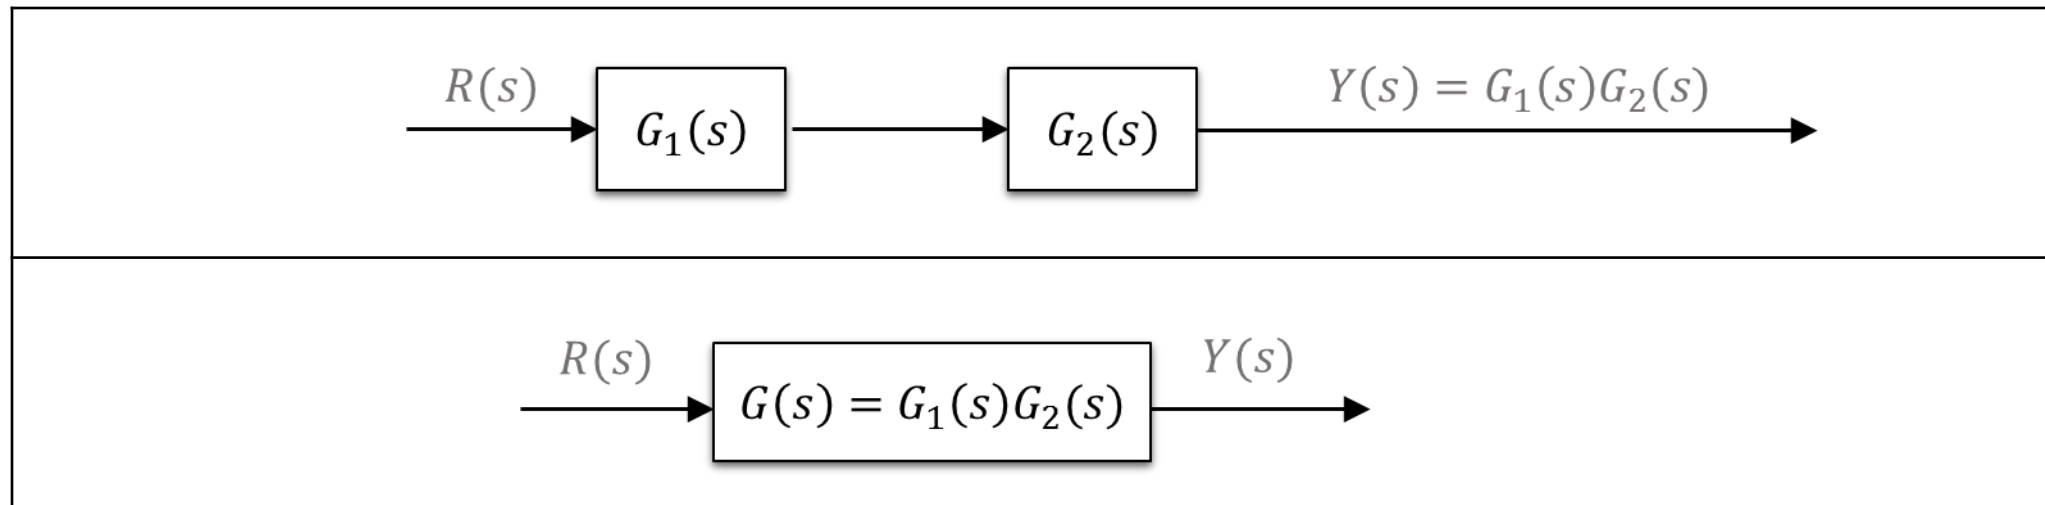 R(s)
G₁(s)
G₂(s)
Y(s) = G₁(s)G₂(s)
R(s)
G(s) = G₁(s)G₂(s)
Y(s)